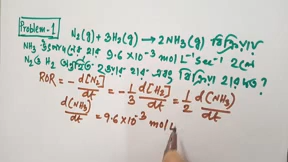 Problem-1
N₂(g) + 3H₂(g) → 2NH₃(g) বিক্রিয়ায়
NH₃ উৎপাদনের হার 9.6×10⁻³ mol L⁻¹ sec⁻¹ হলে
N₂ ও H₂ এর হার এবং বিক্রিয়া হার কত?
ROR = - d[N₂]/dt = - 1/3 d[H₂]/dt = 1/2 d(NH₃)/dt
d(NH₃)/dt = 9.6×10⁻³ mol L